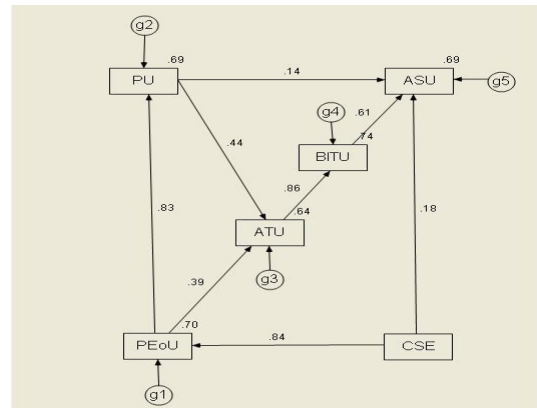 g2
.69
.69
PU
.14
ASU
g5
g4
.61
.74
BITU
.44
.86
.83
.64
.18
ATU
.39
g3
.70
.84
PEoU
CSE
g1